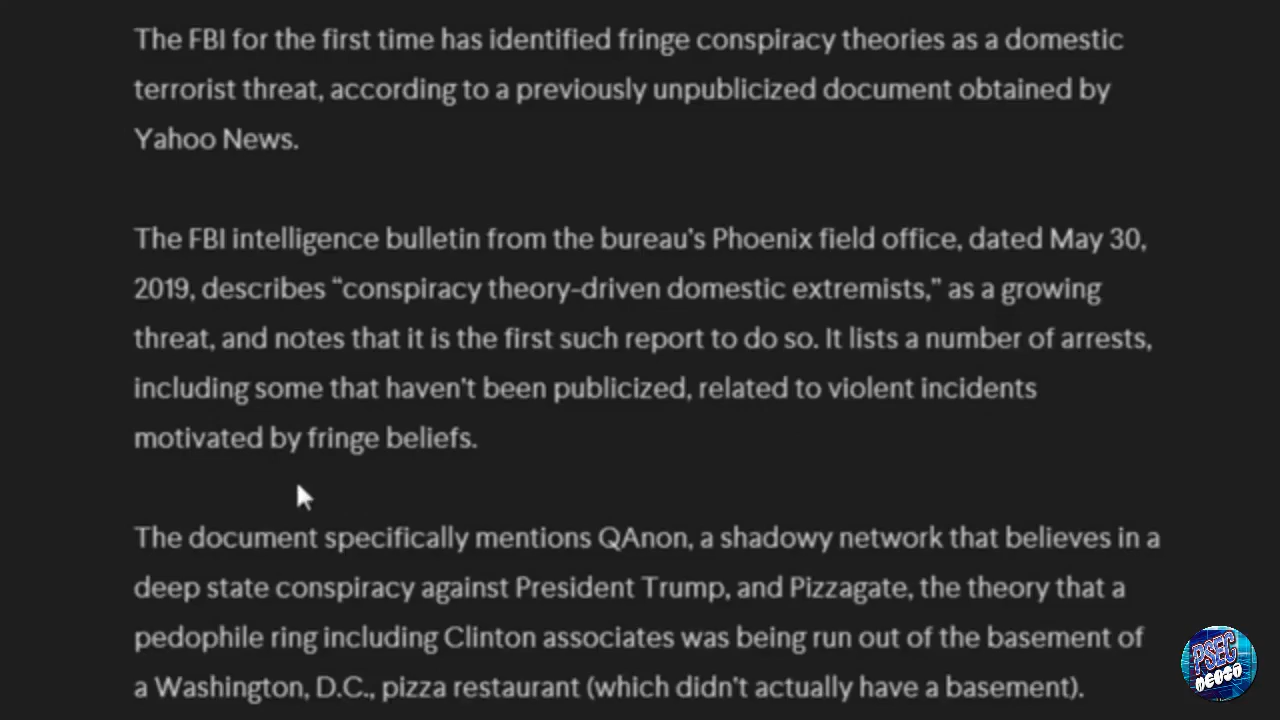 The FBI for the first time has identified fringe conspiracy theories as a domestic
terrorist threat, according to a previously unpublicized document obtained by
Yahoo News.
The FBI intelligence bulletin from the bureau’s Phoenix field office, dated May 30,
2019, describes “conspiracy theory-driven domestic extremists,” as a growing
threat, and notes that it is the first such report to do so. It lists a number of arrests,
including some that haven’t been publicized, related to violent incidents
motivated by fringe beliefs.
The document specifically mentions QAnon, a shadowy network that believes in a
deep state conspiracy against President Trump, and Pizzagate, the theory that a
pedophile ring including Clinton associates was being run out of the basement of
a Washington, D.C., pizza restaurant (which didn’t actually have a basement).
PSEC